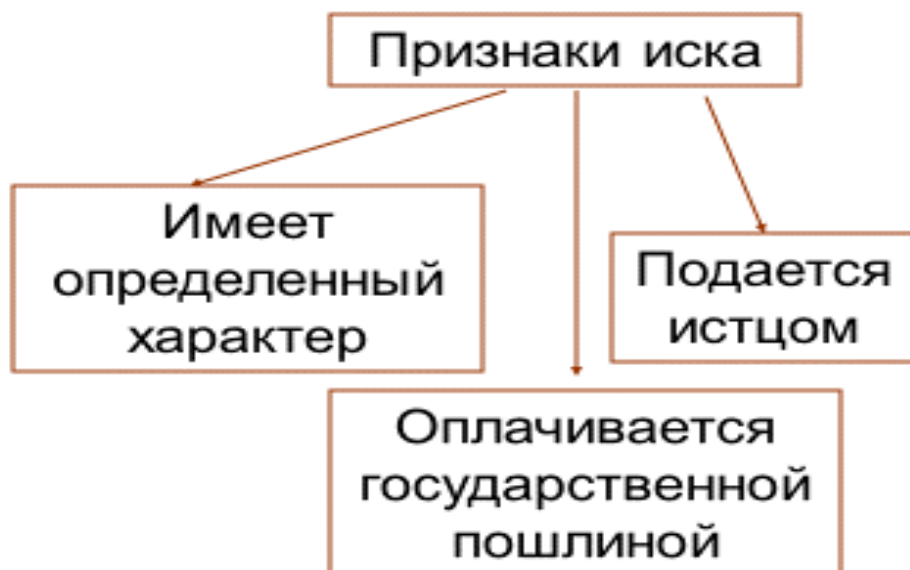 Признаки иска
Имеет
определенный
характер
Подается
истцом
Оплачивается
государственной
пошлиной